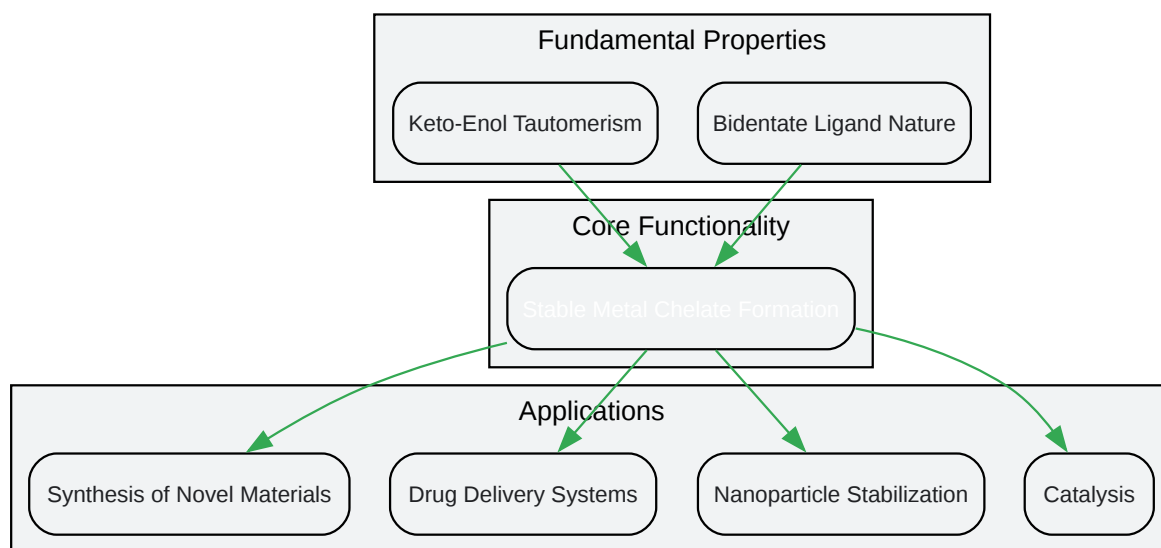 Fundamental Properties
Keto-Enol Tautomerism
Bidentate Ligand Nature
Core Functionality
Stable Metal Chelate Formation
Applications
Synthesis of Novel Materials
Drug Delivery Systems
Nanoparticle Stabilization
Catalysis